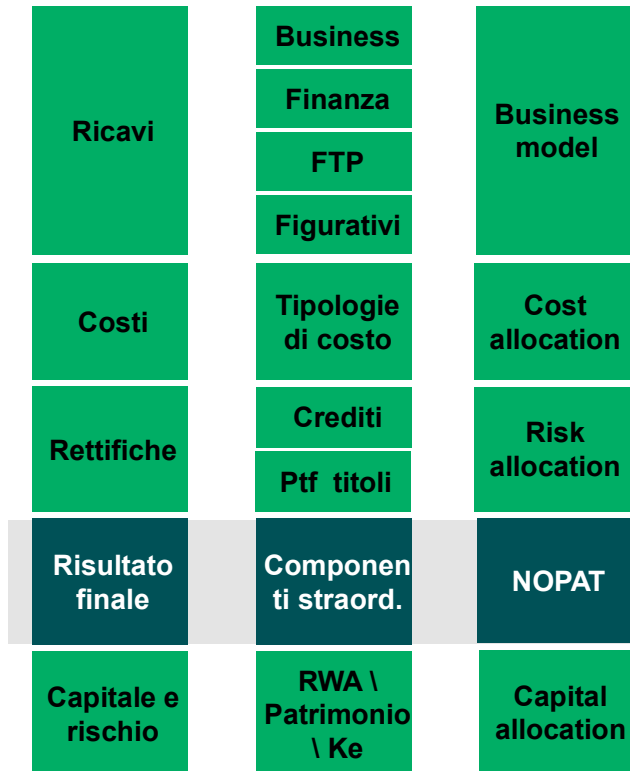 Ricavi
Business
Finanza
FTP
Figurativi
Business
model
Costi
Tipologie
di costo
Cost
allocation
Rettifiche
Crediti
Ptf titoli
Risk
allocation
Risultato
finale
Componen
ti straord.
NOPAT
Capitale e
rischio
RWA \
Patrimonio
\ Ke
Capital
allocation